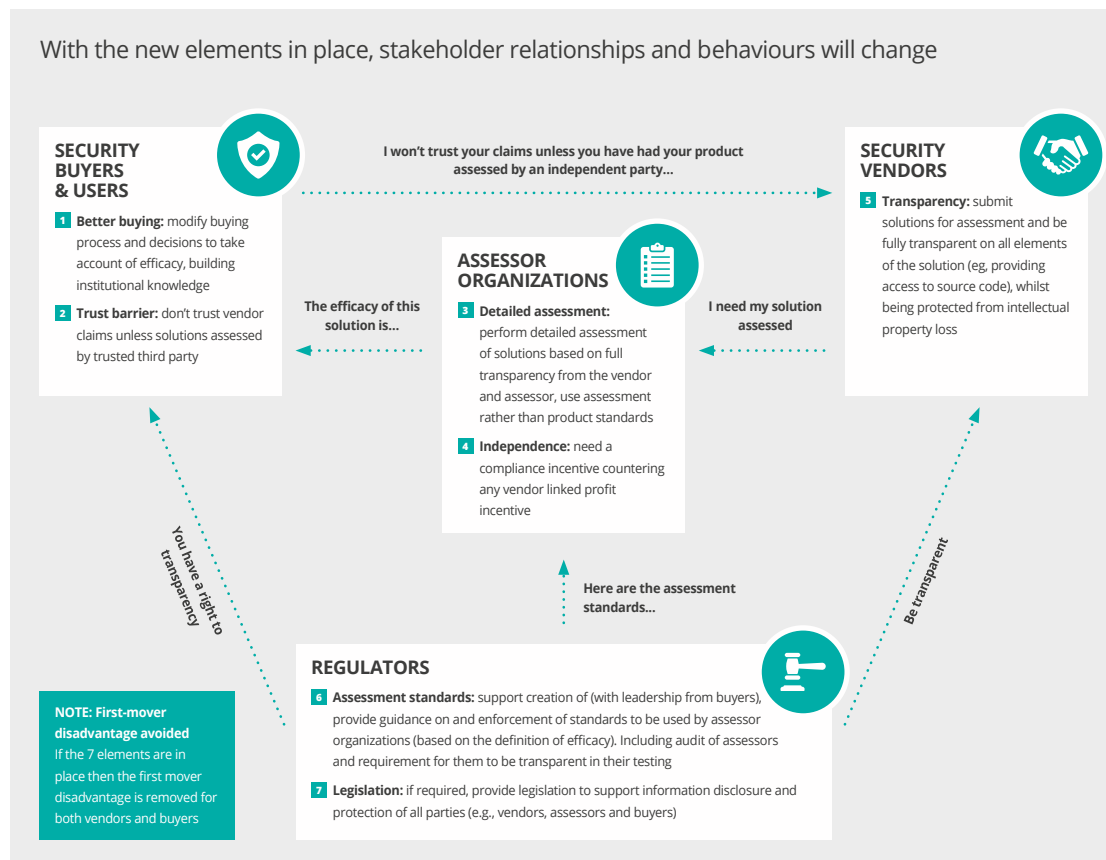 With the new elements in place, stakeholder relationships and behaviours will change
SECURITY
BUYERS
& USERS
1 Better buying: modify buying
process and decisions to take
account of efficacy, building
institutional knowledge
2 Trust barrier: don’t trust vendor
claims unless solutions assessed
by trusted third party
I won’t trust your claims unless you have had your product
assessed by an independent party...
SECURITY
VENDORS
5 Transparency: submit
solutions for assessment and be
fully transparent on all elements
of the solution (eg, providing
access to source code), whilst
being protected from intellectual
property loss
The efficacy of this
solution is...
ASSESSOR
ORGANIZATIONS
3 Detailed assessment:
perform detailed assessment
of solutions based on full
transparency from the vendor
and assessor, use assessment
rather than product standards
4 Independence: need a
compliance incentive countering
any vendor linked profit
incentive
I need my solution
assessed
You have a right to
transparency
Here are the assessment
standards...
Be transparent
REGULATORS
6 Assessment standards: support creation of (with leadership from buyers),
provide guidance on and enforcement of standards to be used by assessor
organizations (based on the definition of efficacy). Including audit of assessors
and requirement for them to be transparent in their testing
7 Legislation: if required, provide legislation to support information disclosure and
protection of all parties (e.g., vendors, assessors and buyers)
NOTE: First-mover
disadvantage avoided
If the 7 elements are in
place then the first mover
disadvantage is removed for
both vendors and buyers